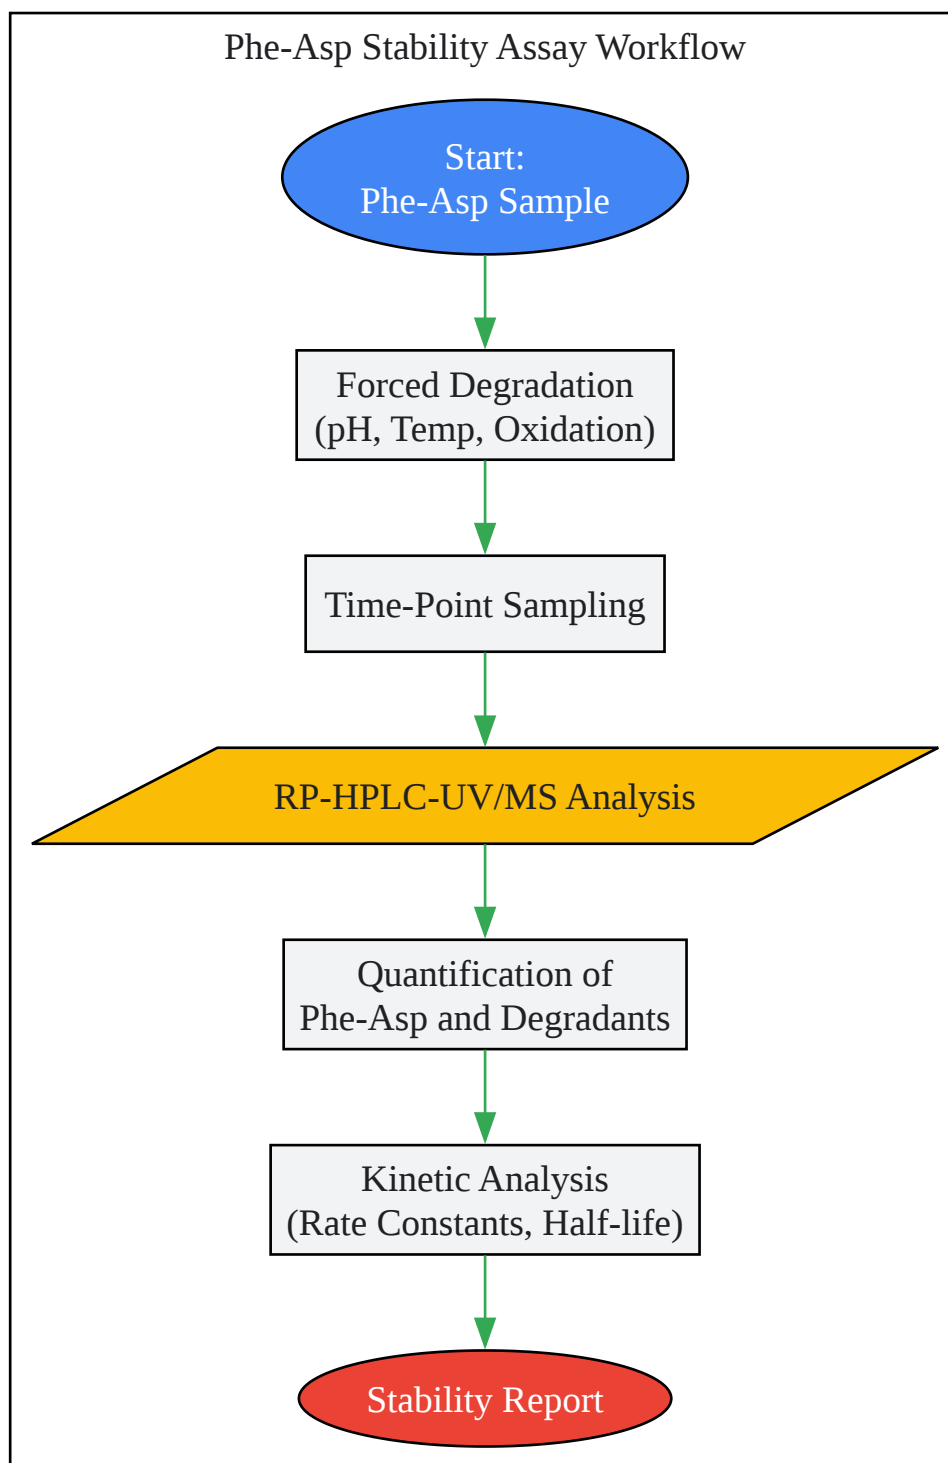 Phe-Asp Stability Assay Workflow
Start:
Phe-Asp Sample
Forced Degradation
(pH, Temp, Oxidation)
Time-Point Sampling
RP-HPLC-UV/MS Analysis
Quantification of
Phe-Asp and Degradants
Kinetic Analysis
(Rate Constants, Half-life)
Stability Report